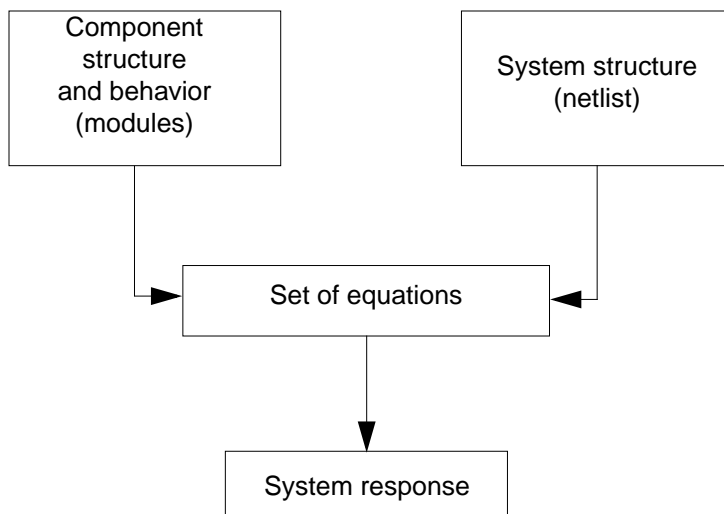 Component
structure
and behavior
(modules)
System structure
(netlist)
Set of equations
System response